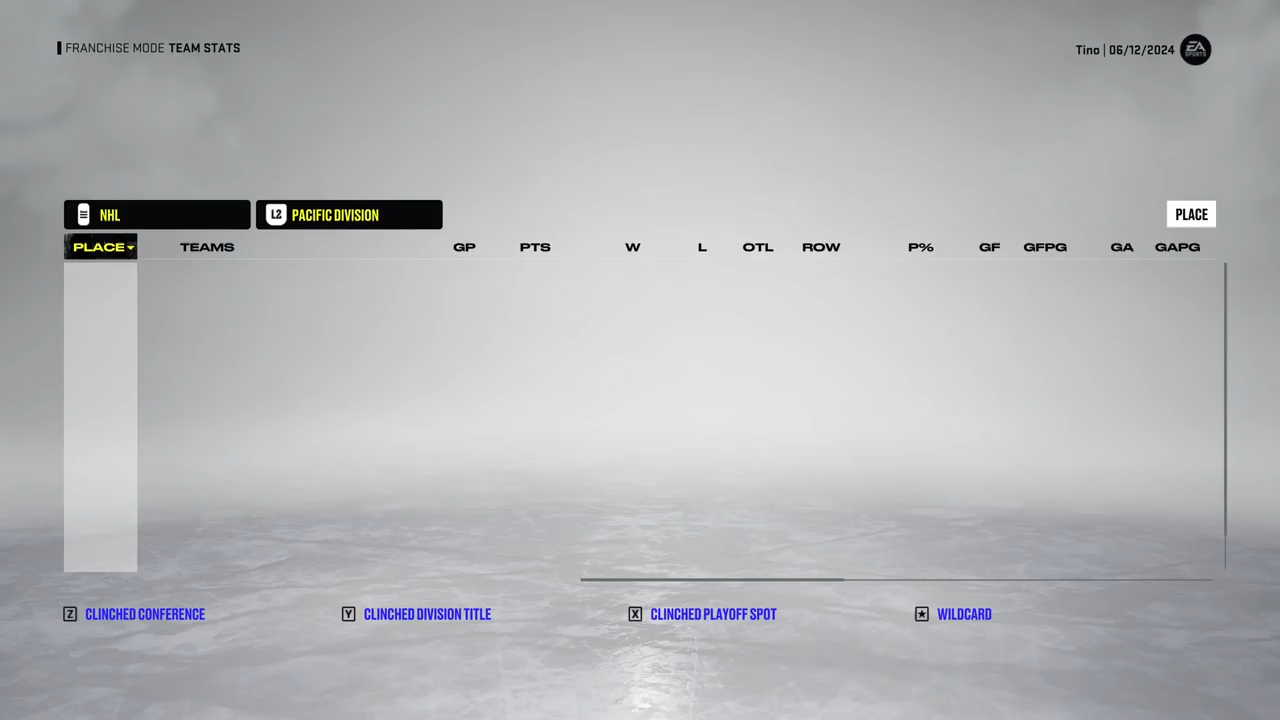 FRANCHISE MODE TEAM STATS
Tino | 06/12/2024
EA SPORTS
NHL
L2 PACIFIC DIVISION
PLACE
PLACE TEAMS GP PTS W L OTL ROW P% GF GFPG GA GAPG
Z CLINCHED CONFERENCE Y CLINCHED DIVISION TITLE X CLINCHED PLAYOFF SPOT ★ WILDCARD